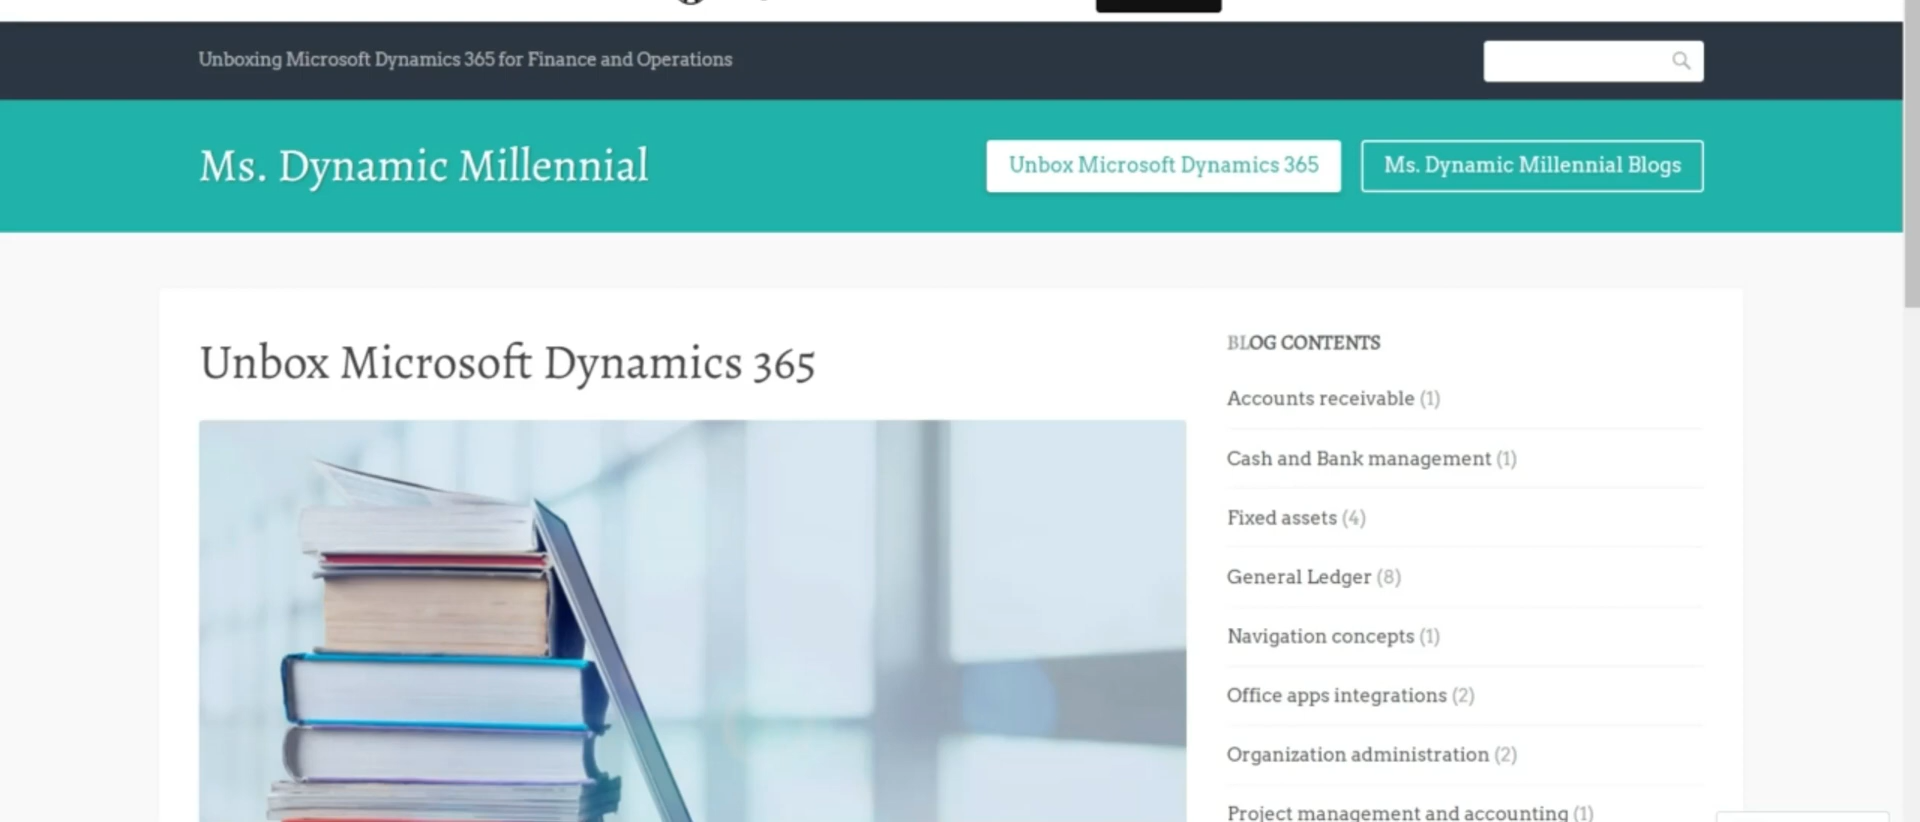 Unboxing Microsoft Dynamics 365 for Finance and Operations
Ms. Dynamic Millennial
Unbox Microsoft Dynamics 365
Ms. Dynamic Millennial Blogs
Unbox Microsoft Dynamics 365
BLOG CONTENTS
Accounts receivable (1)
Cash and Bank management (1)
Fixed assets (4)
General Ledger (8)
Navigation concepts (1)
Office apps integrations (2)
Organization administration (2)
Project management and accounting (1)